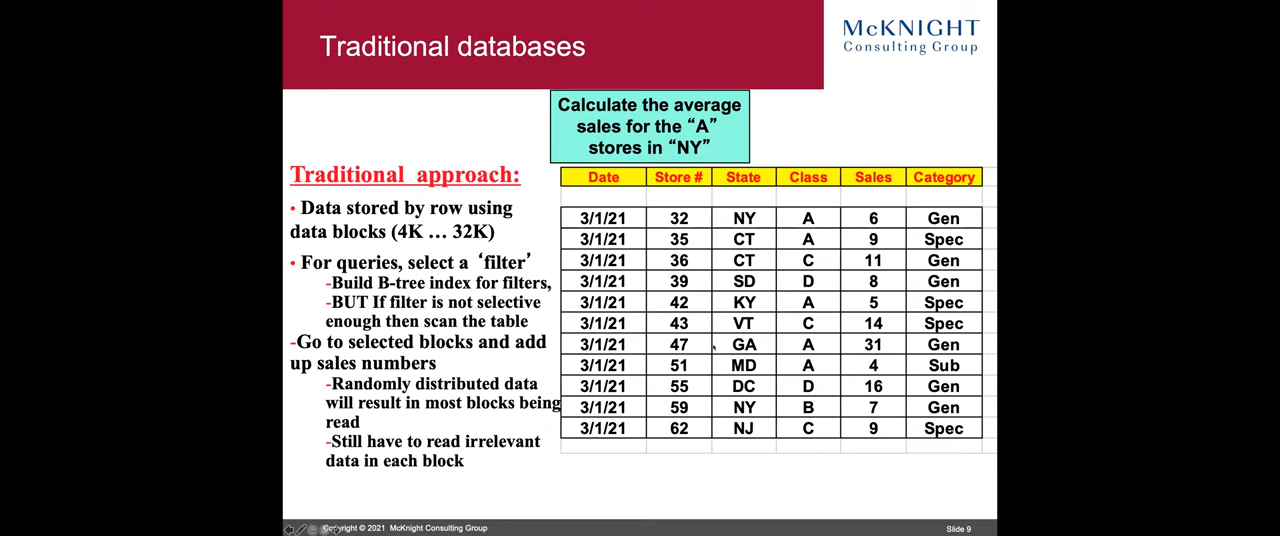 Traditional databases
McKNIGHT
Consulting Group
Calculate the average
sales for the “A”
stores in “NY”
Traditional approach:
• Data stored by row using
data blocks (4K … 32K)
• For queries, select a ‘filter’
-Build B-tree index for filters,
-BUT If filter is not selective
enough then scan the table
-Go to selected blocks and add
up sales numbers
-Randomly distributed data
will result in most blocks being
read
-Still have to read irrelevant
data in each block
Date Store # State Class Sales Category
3/1/21 32 NY A 6 Gen
3/1/21 35 CT A 9 Spec
3/1/21 36 CT C 11 Gen
3/1/21 39 SD D 8 Gen
3/1/21 42 KY A 5 Spec
3/1/21 43 VT C 14 Spec
3/1/21 47 GA A 31 Gen
3/1/21 51 MD A 4 Sub
3/1/21 55 DC D 16 Gen
3/1/21 59 NY B 7 Gen
3/1/21 62 NJ C 9 Spec
Copyright © 2021 McKnight Consulting Group
Slide 9